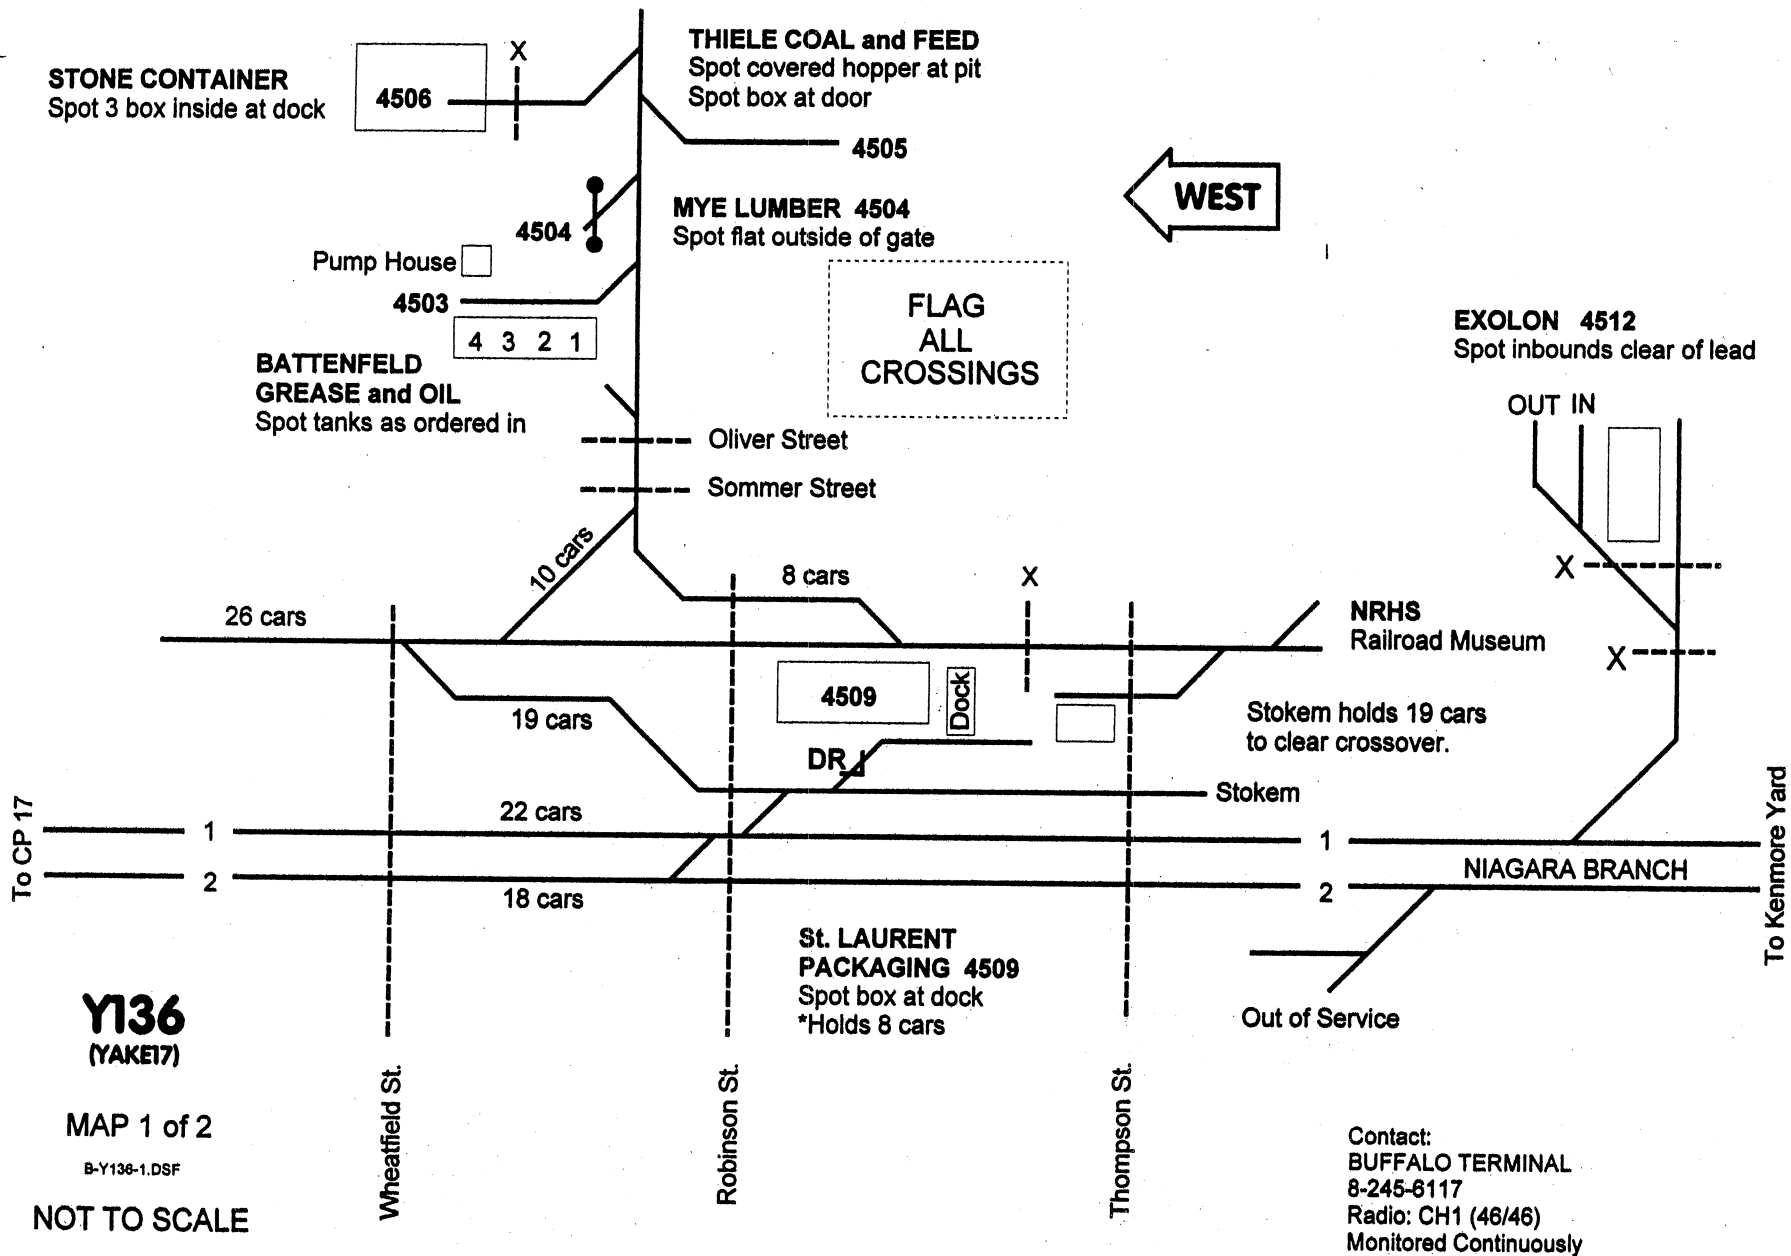 STONE CONTAINER
Spot 3 box inside at dock
4506
X
THIELE COAL and FEED
Spot covered hopper at pit
Spot box at door
4505
WEST
4504
MYE LUMBER 4504
Spot flat outside of gate
Pump House
4503
4 3 2 1
BATTENFELD
GREASE and OIL
Spot tanks as ordered in
FLAG
ALL
CROSSINGS
EXOLON 4512
Spot inbounds clear of lead
OUT IN
X
X
Oliver Street
Sommer Street
10 cars
8 cars
X
26 cars
NRHS
Railroad Museum
4509
Dock
19 cars
DR
Stokem holds 19 cars
to clear crossover.
Stokem
To CP 17
1
22 cars
1
2
18 cars
2
NIAGARA BRANCH
To Kenmore Yard
St. LAURENT
PACKAGING 4509
Spot box at dock
*Holds 8 cars
Out of Service
Y136
(YAKE17)
MAP 1 of 2
B-Y136-1.DSF
NOT TO SCALE
Wheatfield St.
Robinson St.
Thompson St.
Contact:
BUFFALO TERMINAL
8-245-6117
Radio: CH1 (46/46)
Monitored Continuously